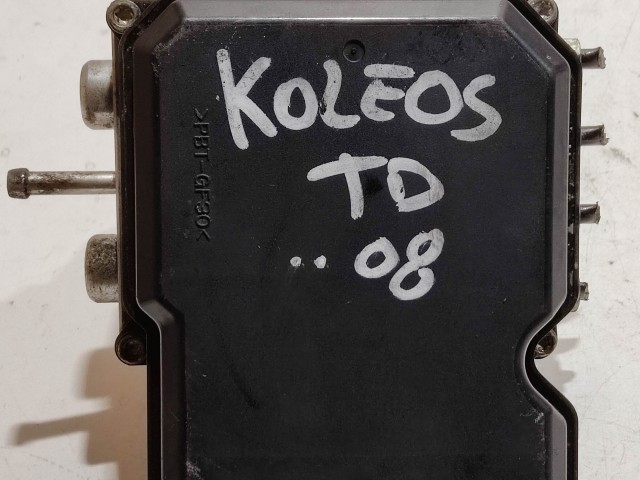 KOLEOS
TD
..08
>PBT-GF30<